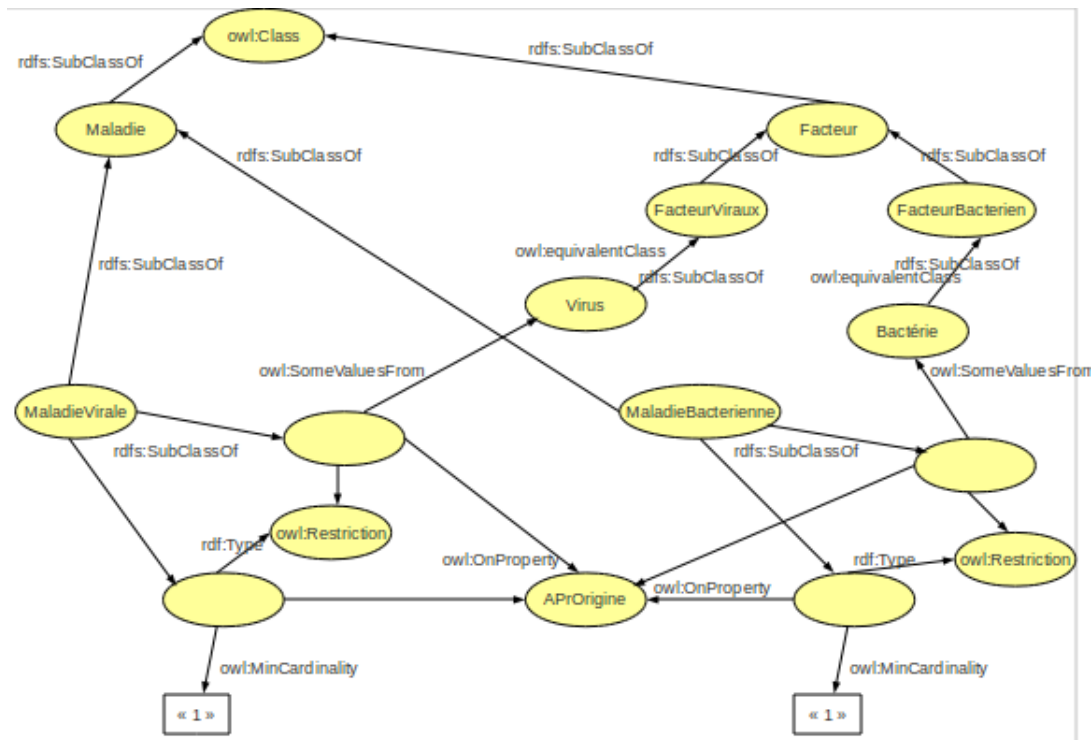 owl:Class
rdfs:SubClassOf
rdfs:SubClassOf
Maladie
Facteur
rdfs:SubClassOf
rdfs:SubClassOf
rdfs:SubClassOf
FacteurViraux
FacteurBacterien
rdfs:SubClassOf
owl:equivalentClass
rdfs:SubClassOf
owl:equivalentClass
rdfs:SubClassOf
Virus
Bactérie
owl:SomeValuesFrom
owl:SomeValuesFrom
MaladieVirale
MaladieBacterienne
rdfs:SubClassOf
rdfs:SubClassOf
owl:Restriction
rdf:Type
owl:OnProperty
rdf:Type
owl:Restriction
owl:OnProperty
APrOrigine
owl:MinCardinality
owl:MinCardinality
« 1 »
« 1 »